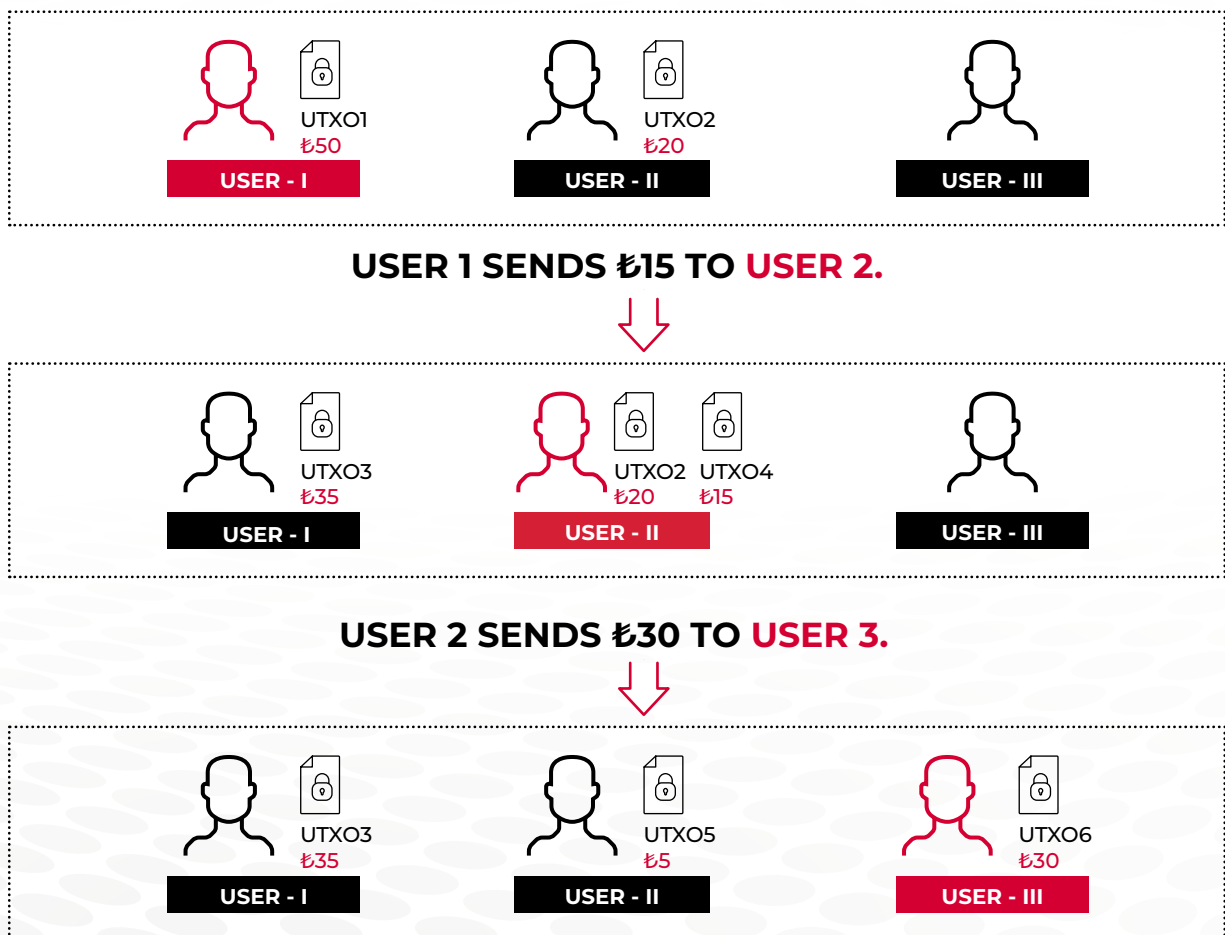 UTXO1
₺50
USER - I
UTXO2
₺20
USER - II
USER - III
USER 1 SENDS ₺15 TO USER 2.
UTXO3
₺35
USER - I
UTXO2 UTXO4
₺20 ₺15
USER - II
USER - III
USER 2 SENDS ₺30 TO USER 3.
UTXO3
₺35
USER - I
UTXO5
₺5
USER - II
UTXO6
₺30
USER - III